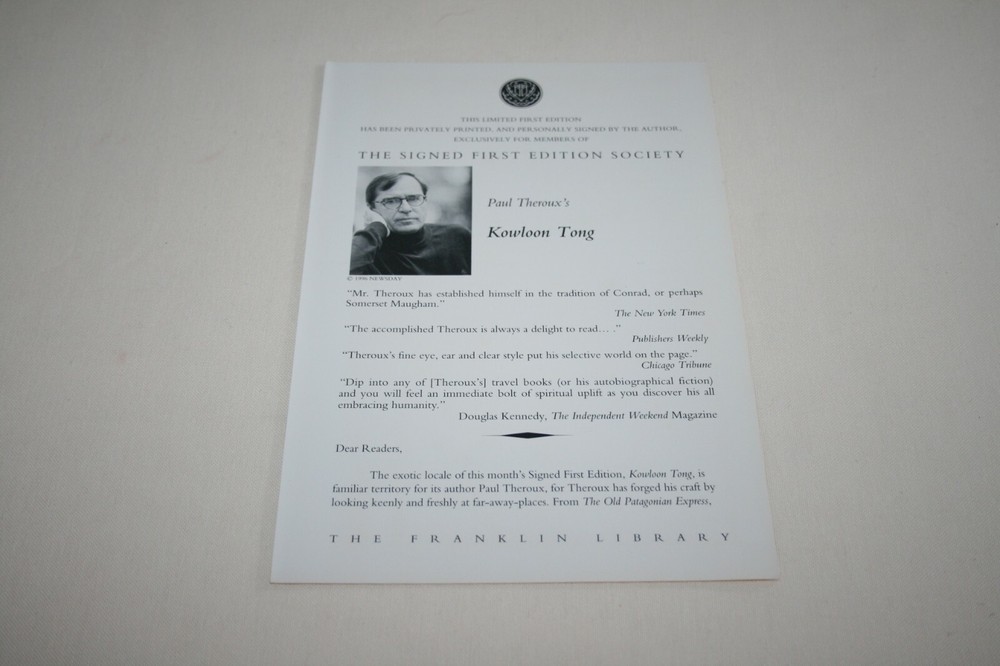 THIS LIMITED FIRST EDITION
HAS BEEN PRIVATELY PRINTED, AND PERSONALLY SIGNED BY THE AUTHOR,
EXCLUSIVELY FOR MEMBERS OF
THE SIGNED FIRST EDITION SOCIETY
Paul Theroux's
Kowloon Tong
© 1996 NEWSDAY
"Mr. Theroux has established himself in the tradition of Conrad, or perhaps
Somerset Maugham."
The New York Times
"The accomplished Theroux is always a delight to read... ."
Publishers Weekly
"Theroux's fine eye, ear and clear style put his selective world on the page."
Chicago Tribune
"Dip into any of [Theroux's] travel books (or his autobiographical fiction)
and you will feel an immediate bolt of spiritual uplift as you discover his all
embracing humanity."
Douglas Kennedy, The Independent Weekend Magazine
Dear Readers,
The exotic locale of this month's Signed First Edition, Kowloon Tong, is
familiar territory for its author Paul Theroux, for Theroux has forged his craft by
looking keenly and freshly at far-away-places. From The Old Patagonian Express,
THE FRANKLIN LIBRARY